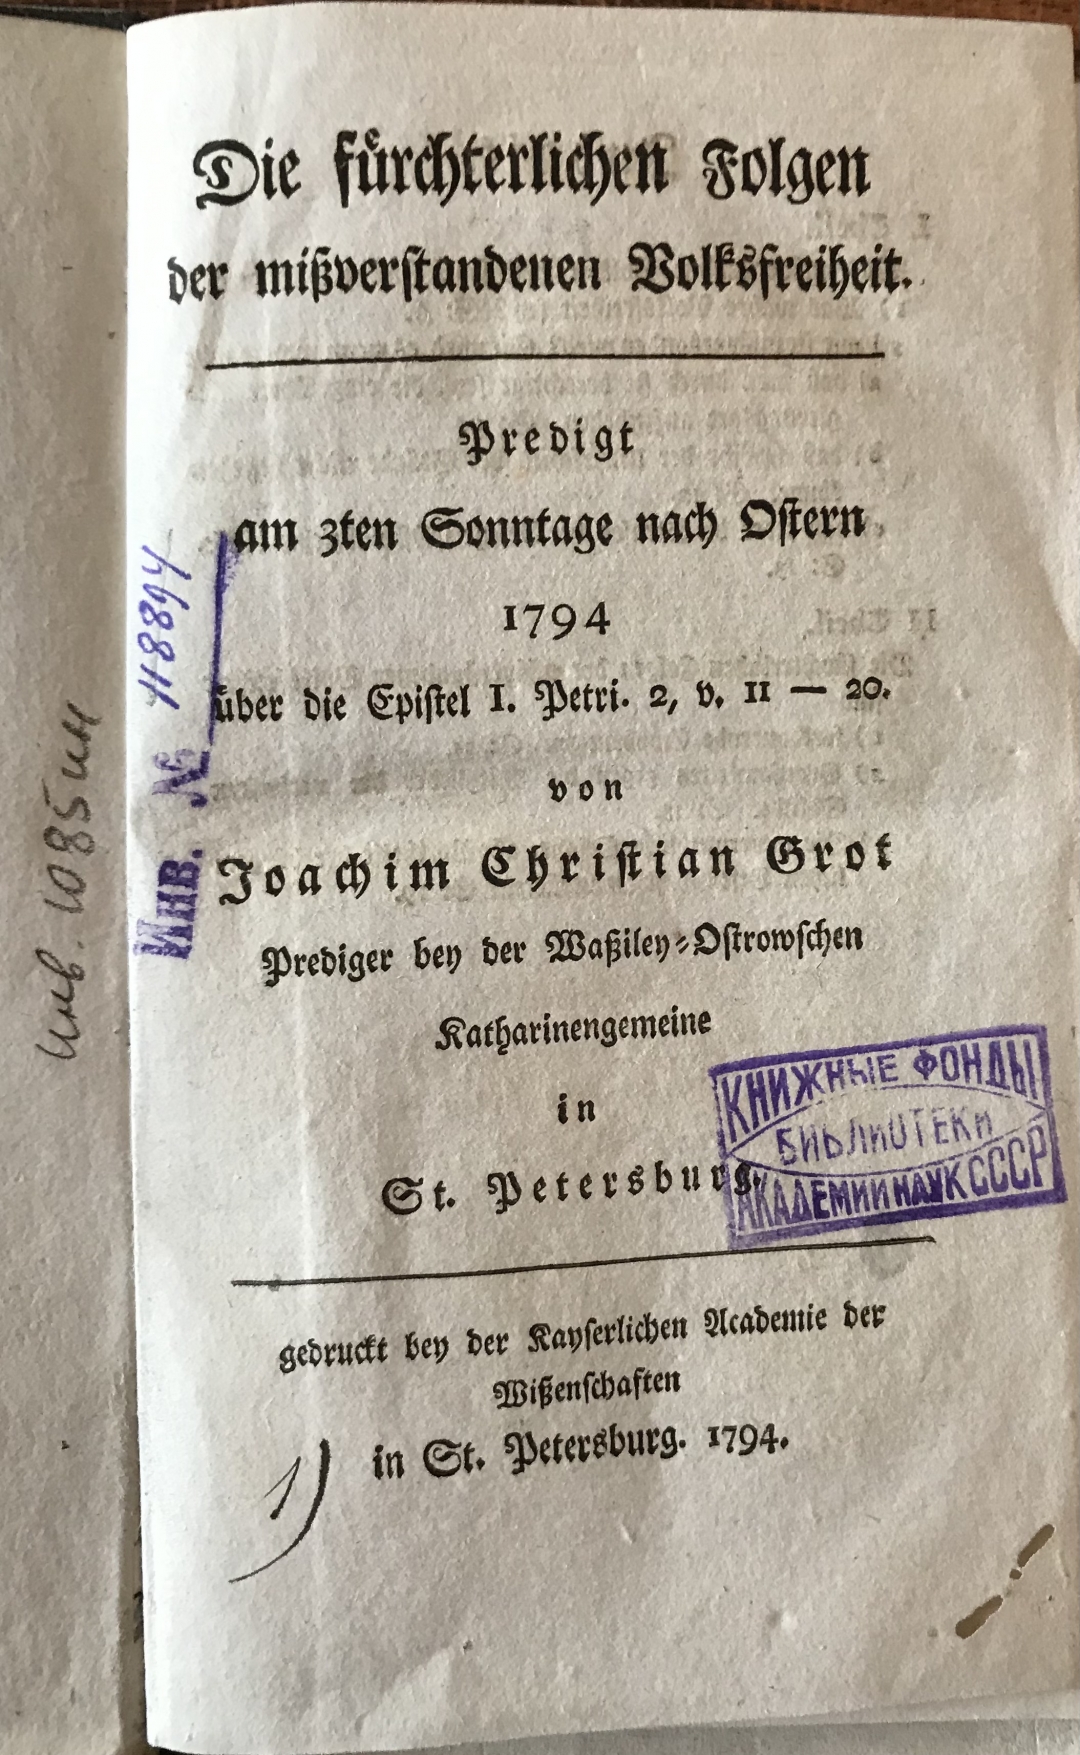 Die fürchterlichen Folgen
der mißverstandenen Volksfreiheit.
Predigt
am 3ten Sonntage nach Ostern
1794
über die Epistel I. Petri. 2, v. 11 — 20.
von
Joachim Christian Grot
Prediger bey der Waßiley-Ostrowschen
Katharinengemeine
in
St. Petersburg.
gedruckt bey der Kayserlichen Academie der
Wißenschaften
in St. Petersburg. 1794.
1)
КНИЖНЫЕ ФОНДЫ
БИБЛИОТЕКИ
АКАДЕМИИ НАУК СССР
Инв. № 118894
Инв. 1085 ин